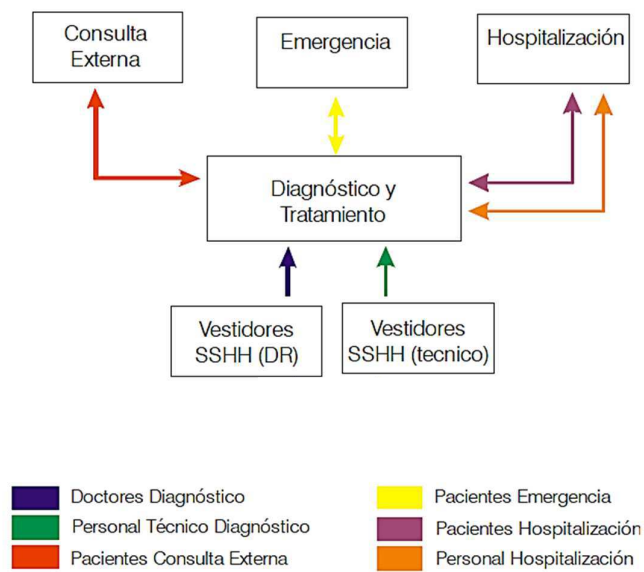 Consulta
Externa
Emergencia
Hospitalización
Diagnóstico y
Tratamiento
Vestidores
SSHH (DR)
Vestidores
SSHH (tecnico)
Doctores Diagnóstico
Personal Técnico Diagnóstico
Pacientes Consulta Externa
Pacientes Emergencia
Pacientes Hospitalización
Personal Hospitalización